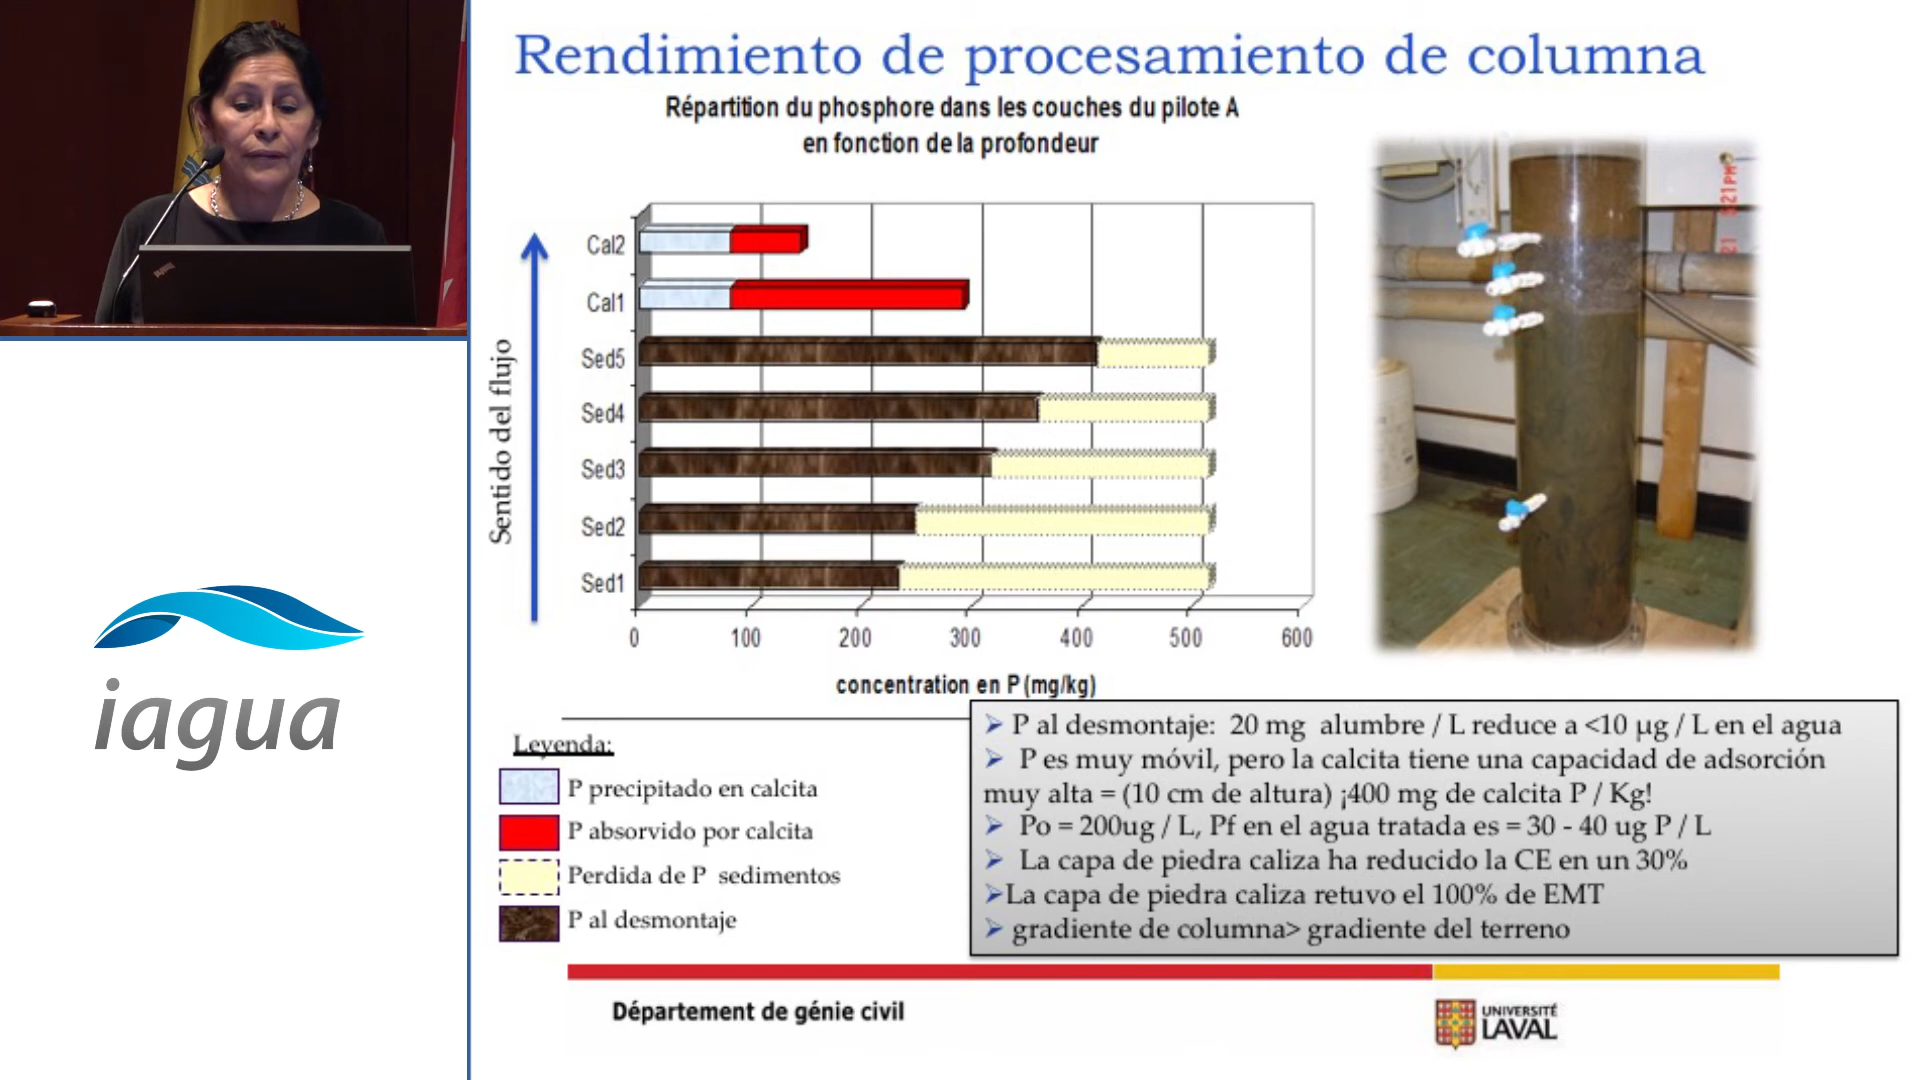 Rendimiento de procesamiento de columna
Répartition du phosphore dans les couches du pilote A
en fonction de la profondeur
Sentido del flujo
Cal2
Cal1
Sed5
Sed4
Sed3
Sed2
Sed1
0 100 200 300 400 500 600
concentration en P (mg/kg)
Leyenda:
P precipitado en calcita
P absorvido por calcita
Perdida de P sedimentos
P al desmontaje
➢ P al desmontaje: 20 mg alumbre / L reduce a <10 µg / L en el agua
➢ P es muy móvil, pero la calcita tiene una capacidad de adsorción
muy alta = (10 cm de altura) ¡400 mg de calcita P / Kg!
➢ Po = 200ug / L, Pf en el agua tratada es = 30 - 40 ug P / L
➢ La capa de piedra caliza ha reducido la CE en un 30%
➢La capa de piedra caliza retuvo el 100% de EMT
➢ gradiente de columna> gradiente del terreno
iagua
Département de génie civil
UNIVERSITÉ
LAVAL